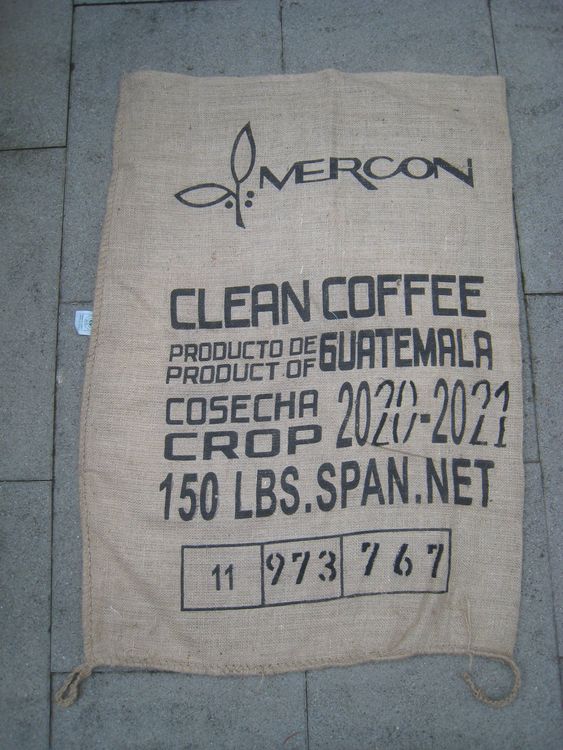 MERCON
CLEAN COFFEE
PRODUCTO DE
PRODUCT OF GUATEMALA
COSECHA
CROP 2020-2021
150 LBS.SPAN.NET
11 973 767